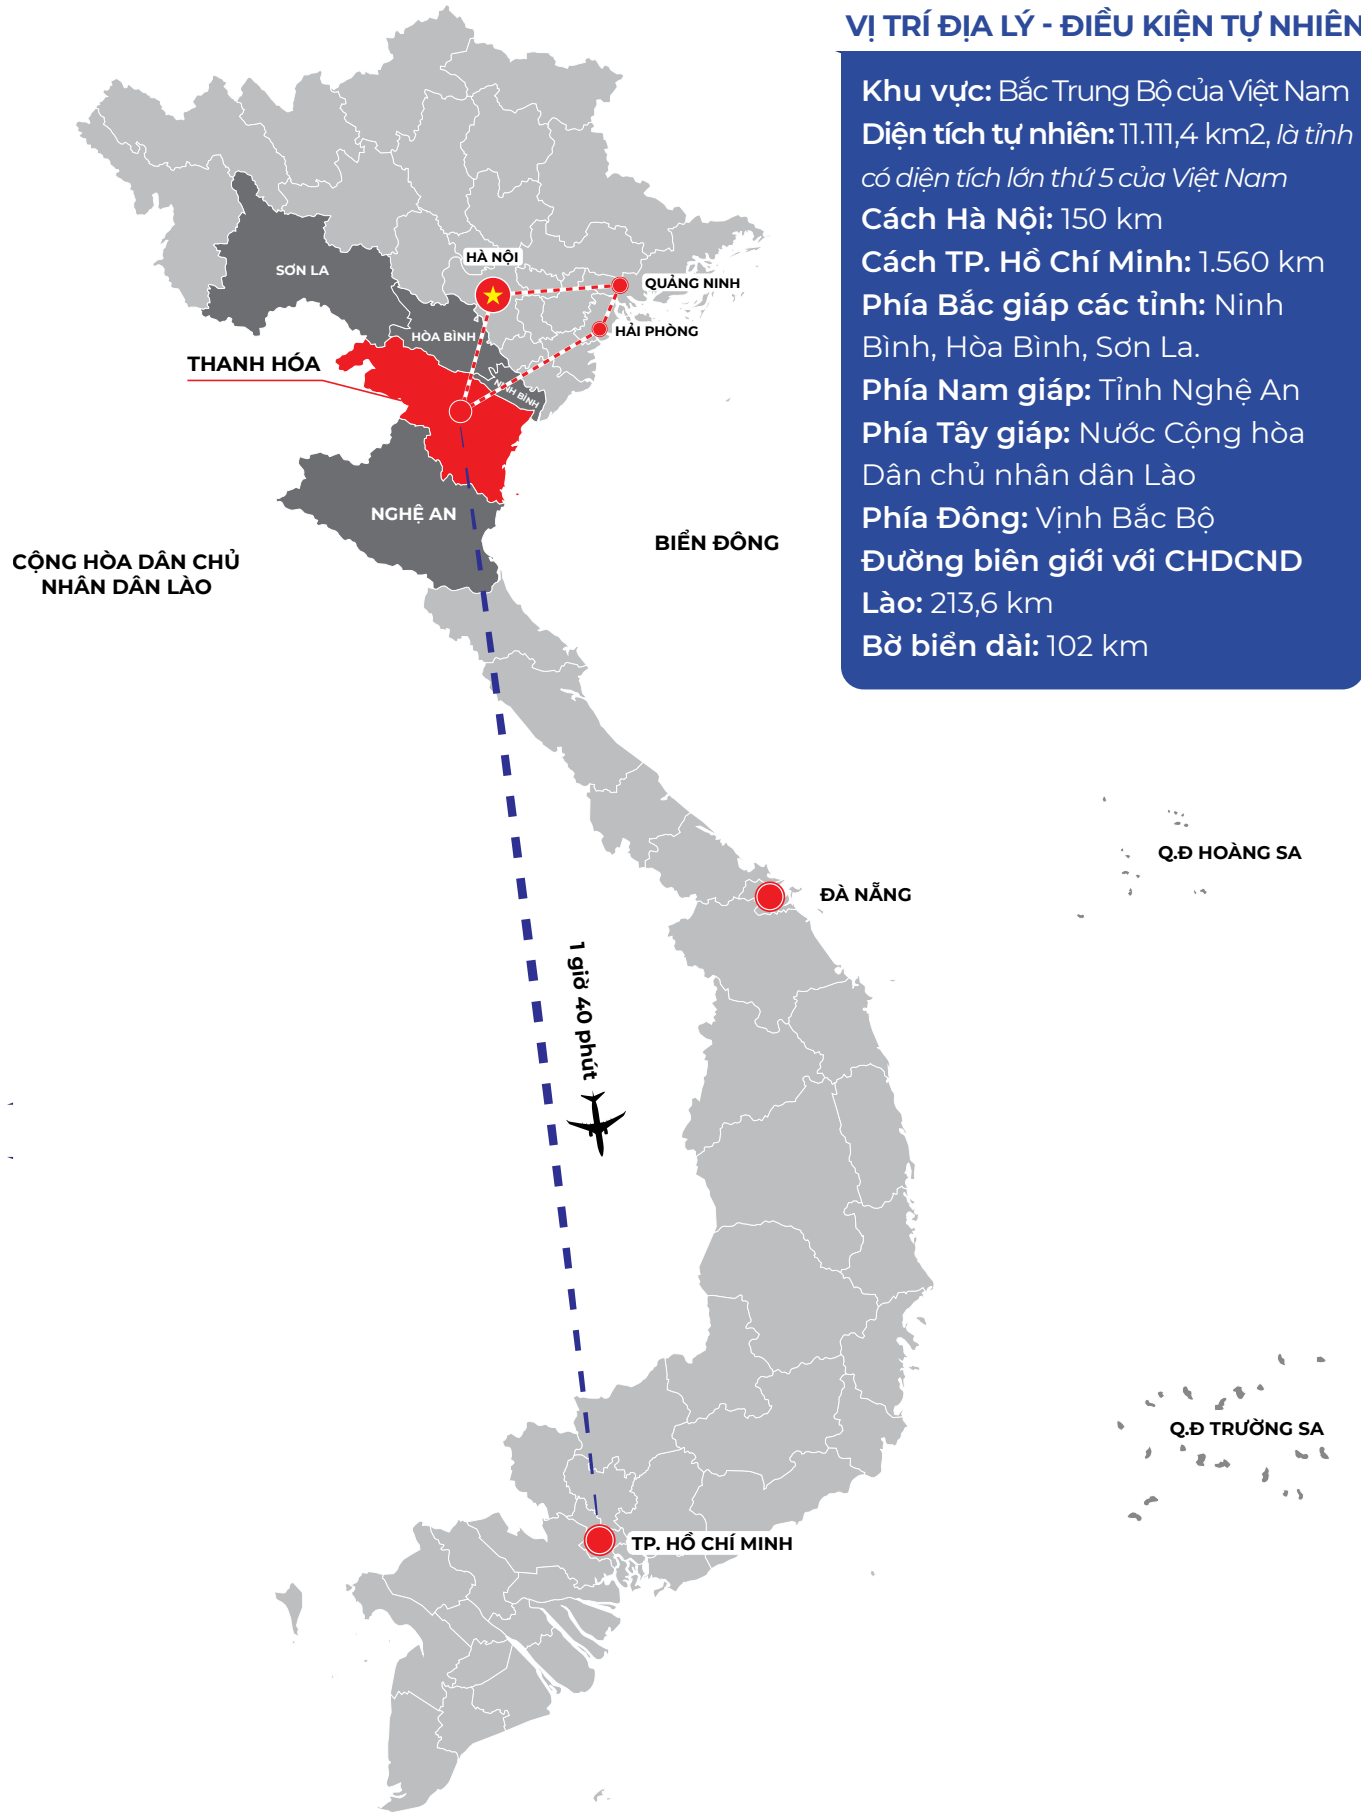 VỊ TRÍ ĐỊA LÝ - ĐIỀU KIỆN TỰ NHIÊN
Khu vực: Bắc Trung Bộ của Việt Nam
Diện tích tự nhiên: 11.111,4 km2, là tỉnh
có diện tích lớn thứ 5 của Việt Nam
Cách Hà Nội: 150 km
Cách TP. Hồ Chí Minh: 1.560 km
Phía Bắc giáp các tỉnh: Ninh
Bình, Hòa Bình, Sơn La.
Phía Nam giáp: Tỉnh Nghệ An
Phía Tây giáp: Nước Cộng hòa
Dân chủ nhân dân Lào
Phía Đông: Vịnh Bắc Bộ
Đường biên giới với CHDCND
Lào: 213,6 km
Bờ biển dài: 102 km
HÀ NỘI
SƠN LA
QUẢNG NINH
HẢI PHÒNG
HÒA BÌNH
THANH HÓA
NINH BÌNH
NGHỆ AN
BIỂN ĐÔNG
CỘNG HÒA DÂN CHỦ
NHÂN DÂN LÀO
Q.Đ HOÀNG SA
ĐÀ NẴNG
1 giờ 40 phút
Q.Đ TRƯỜNG SA
TP. HỒ CHÍ MINH